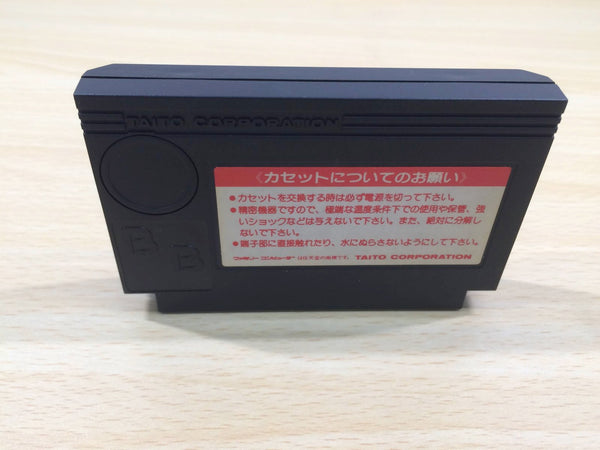 TAITO CORPORATION
〈カセットについてのお願い〉
●カセットを交換する時は必ず電源を切って下さい。
●精密機器ですので、極端な温度条件下での使用や保管、強
いショックなどは与えないで下さい。また、絶対に分解し
ないで下さい。
●端子部に直接触れたり、水にぬらさないようにして下さい。
ファミリーコンピューターは任天堂の商標です。 TAITO CORPORATION
B
B